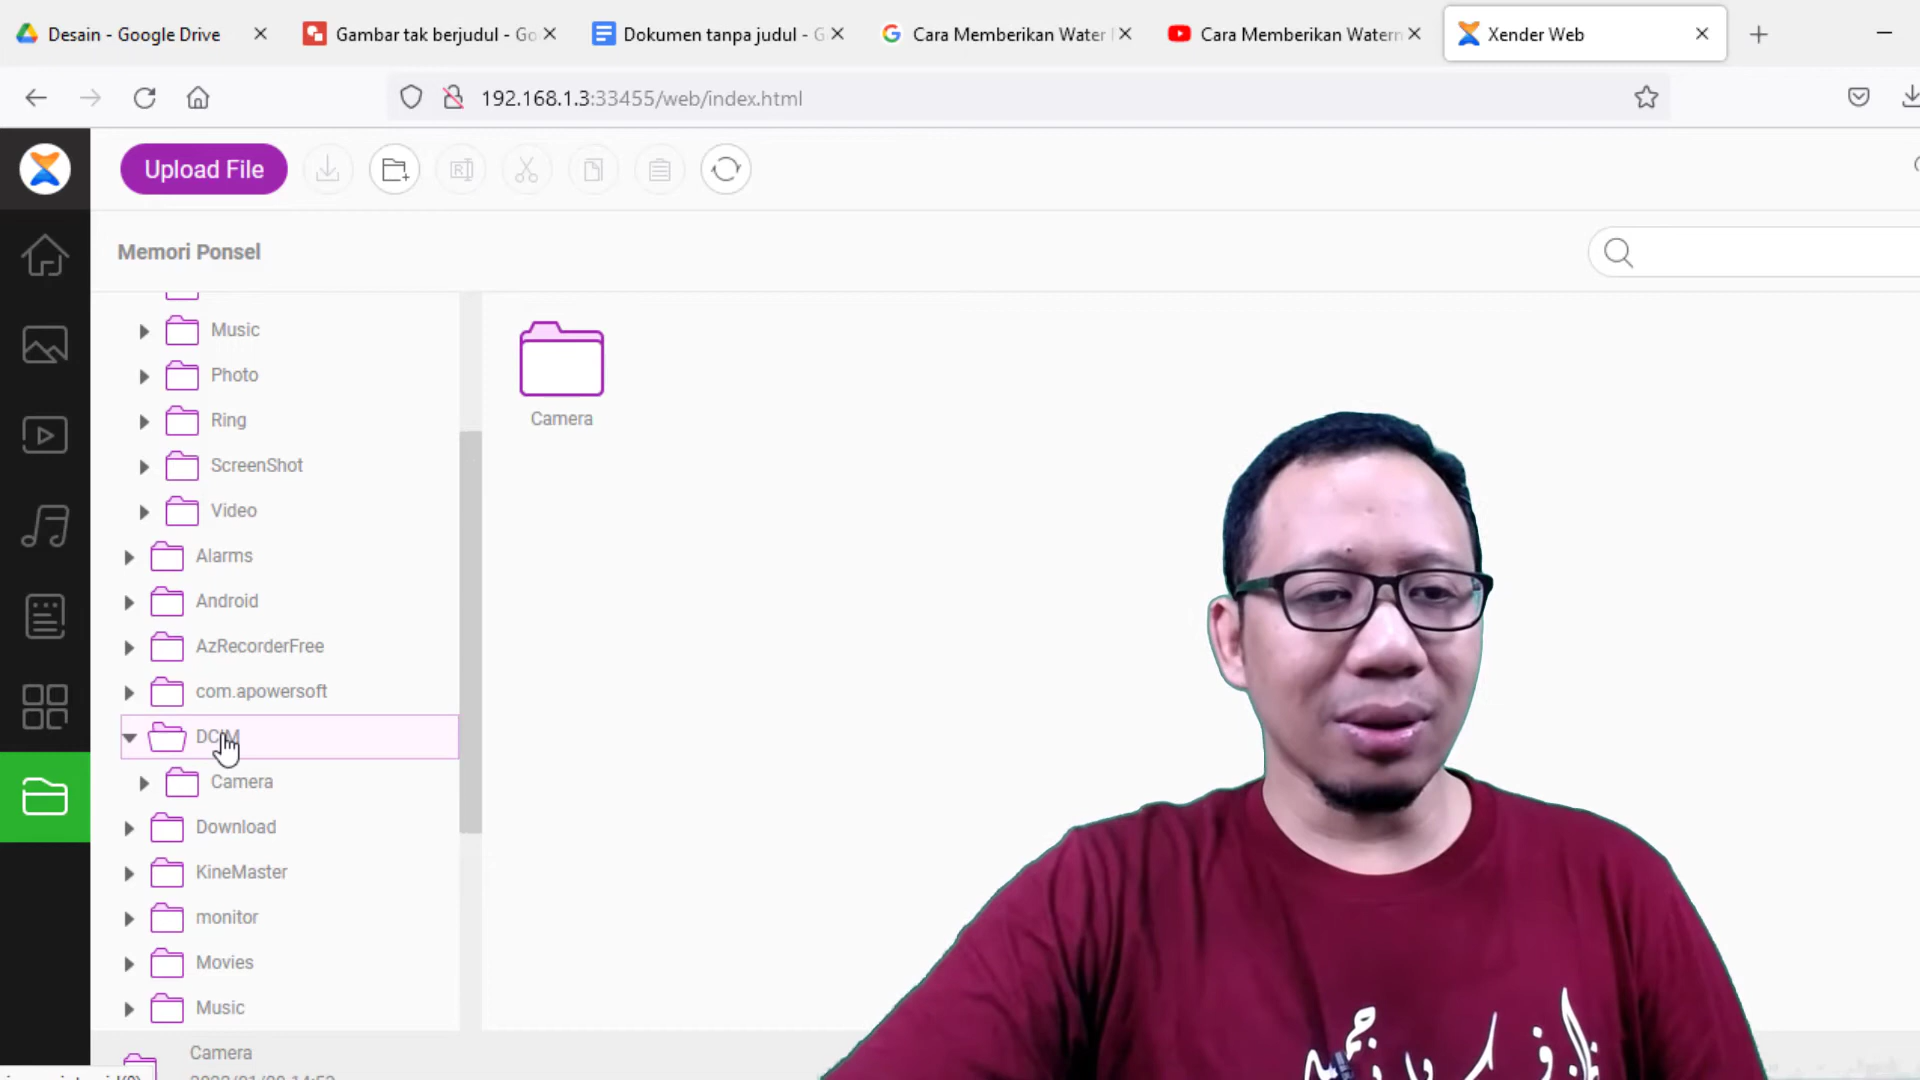 Desain - Google Drive
Gambar tak berjudul - Go
Dokumen tanpa judul - G
Cara Memberikan Water
Cara Memberikan Watern
Xender Web
192.168.1.3:33455/web/index.html
Upload File
Memori Ponsel
Music
Photo
Ring
ScreenShot
Video
Alarms
Android
AzRecorderFree
com.apowersoft
DCIM
Camera
Download
KineMaster
monitor
Movies
Music
Camera
Camera